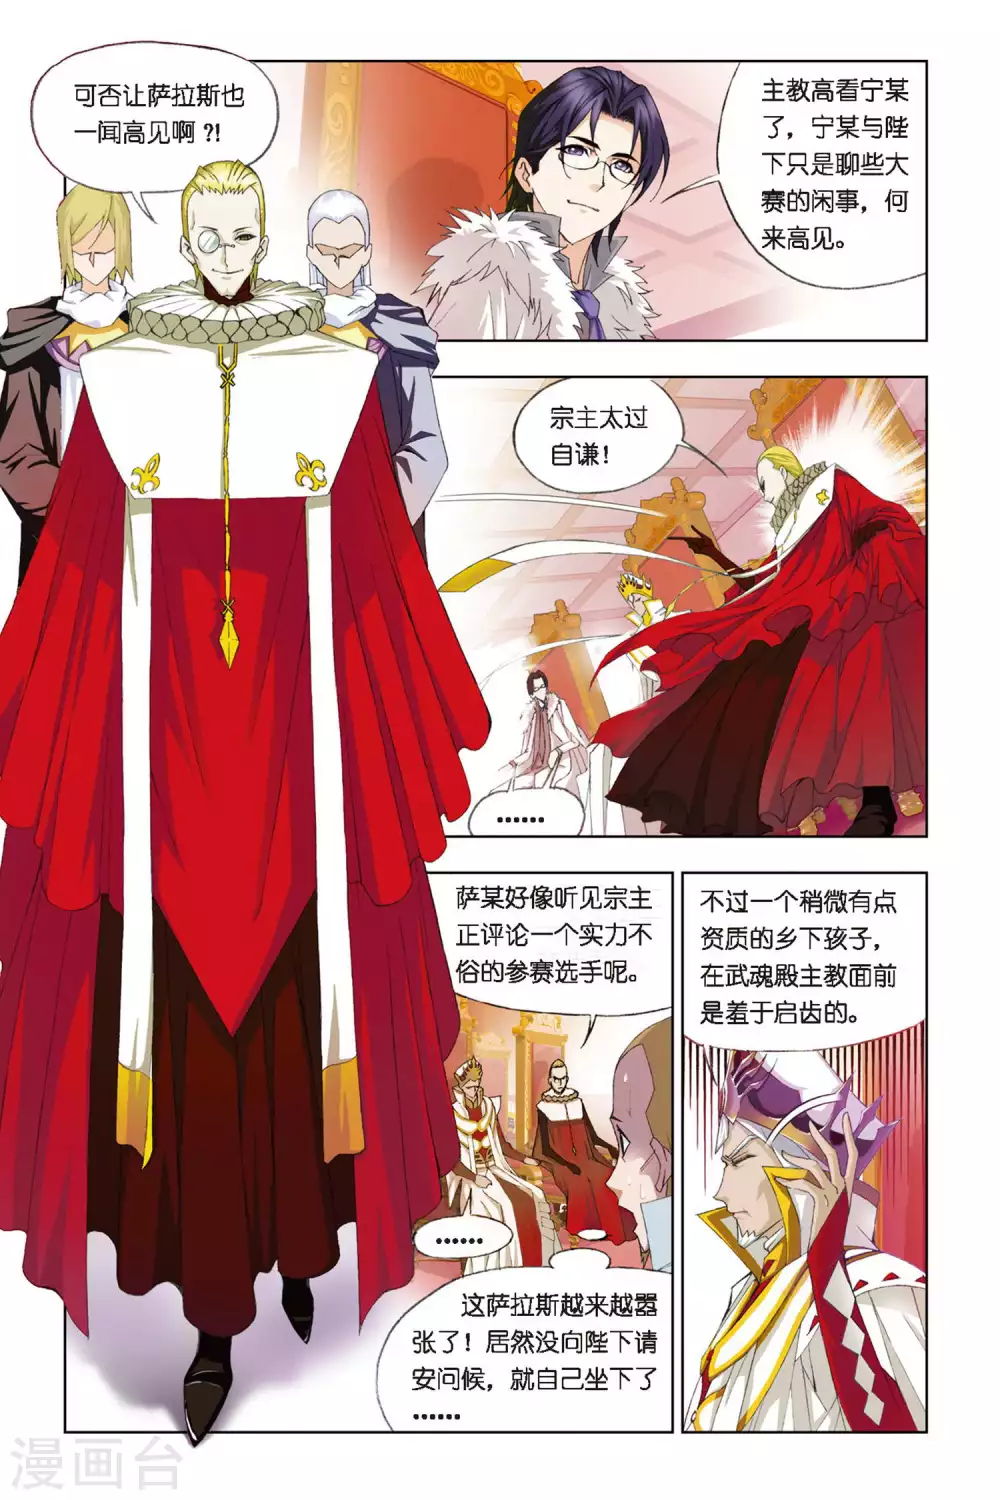 可否让萨拉斯也
一闻高见啊?!
主教高看宁某
了，宁某与陛
下只是聊些大
赛的闲事，何
来高见。
宗主太过
自谦！
……
萨某好像听见宗主
正评论一个实力不
俗的参赛选手呢。
不过一个稍微有点
资质的乡下孩子，
在武魂殿主教面前
是羞于启齿的。
……
这萨拉斯越来越嚣
张了！居然没向陛下请
安问候，就自己坐下了
……
漫画台